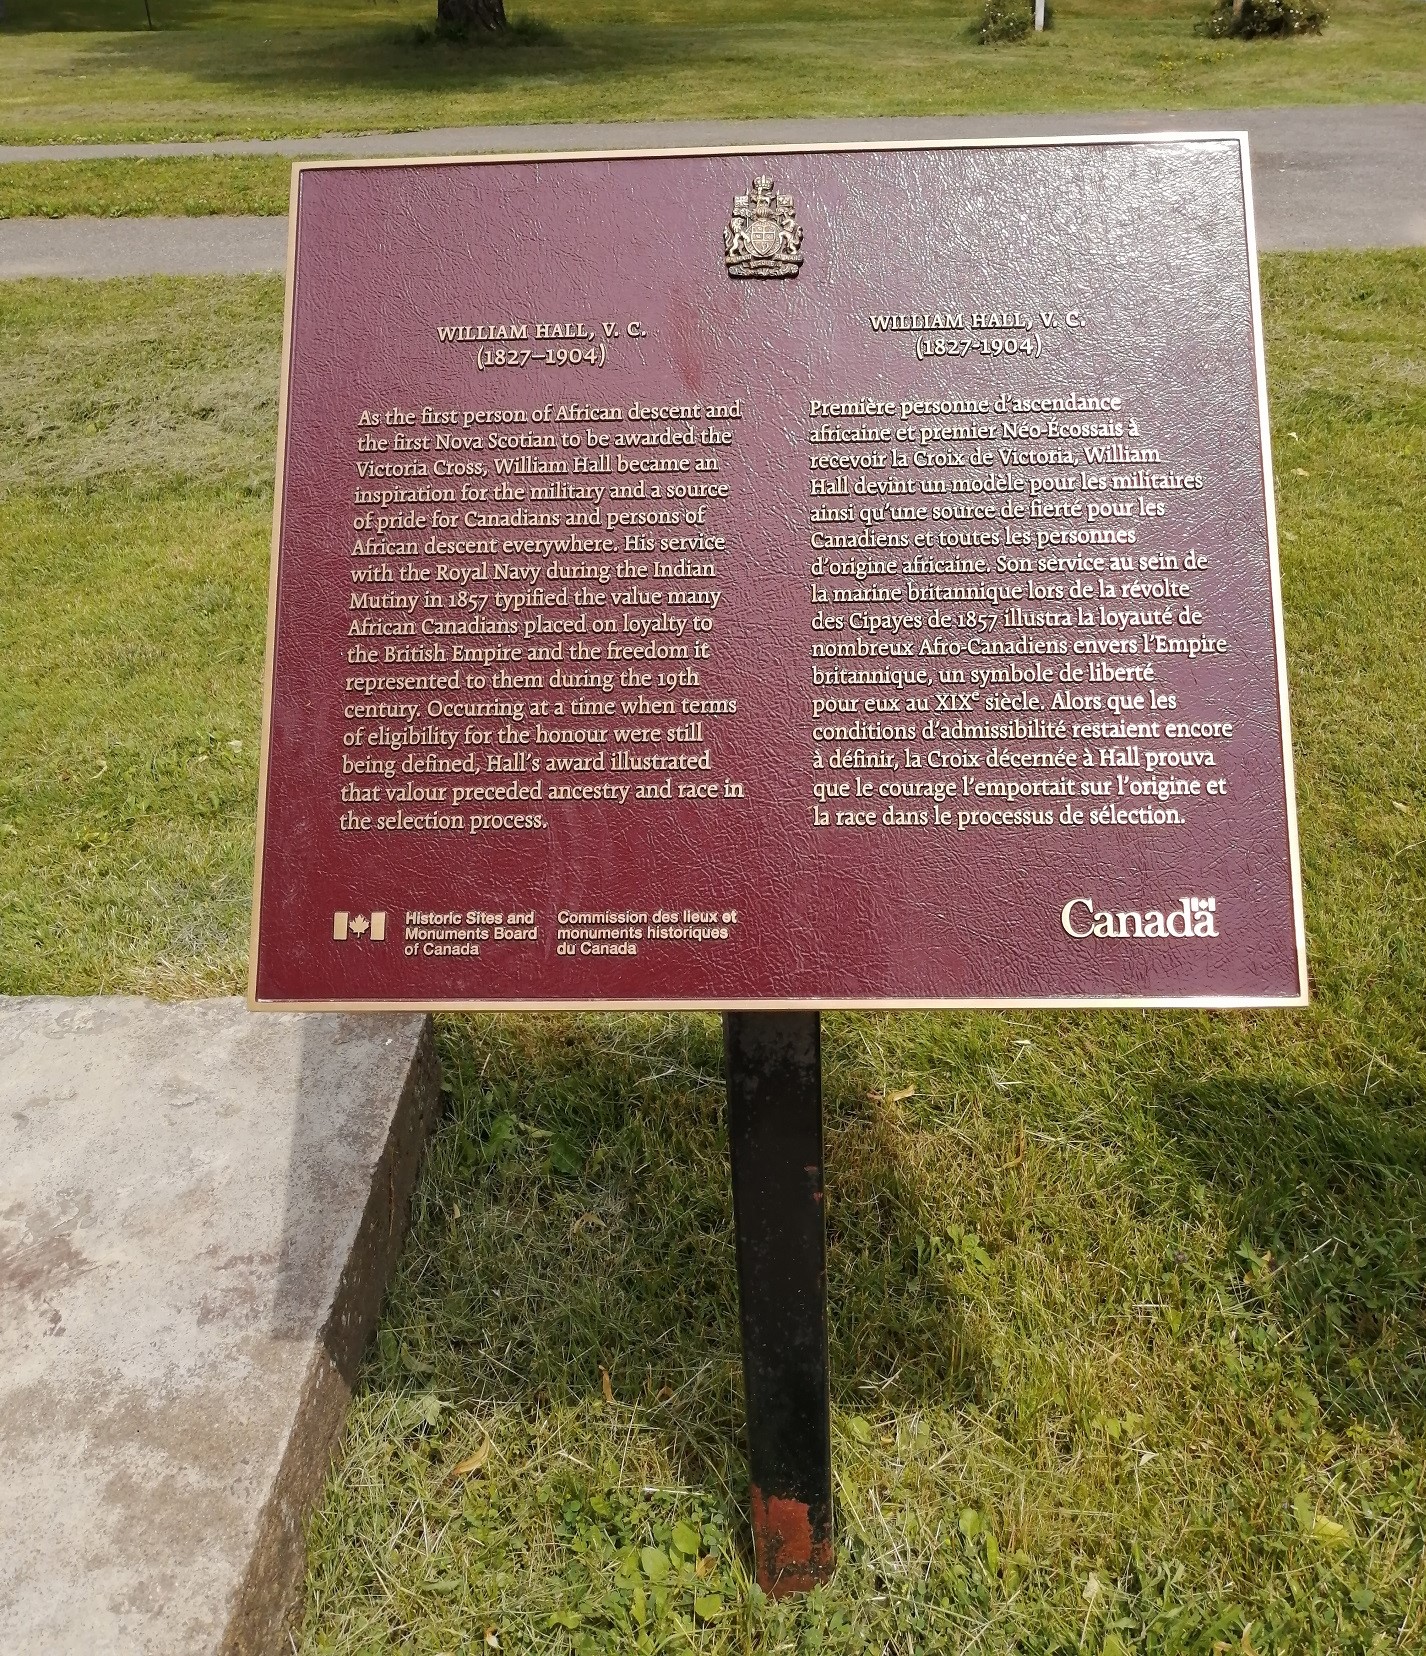 WILLIAM HALL, V. C.
(1827–1904)
As the first person of African descent and
the first Nova Scotian to be awarded the
Victoria Cross, William Hall became an
inspiration for the military and a source
of pride for Canadians and persons of
African descent everywhere. His service
with the Royal Navy during the Indian
Mutiny in 1857 typified the value many
African Canadians placed on loyalty to
the British Empire and the freedom it
represented to them during the 19th
century. Occurring at a time when terms
of eligibility for the honour were still
being defined, Hall's award illustrated
that valour preceded ancestry and race in
the selection process.
WILLIAM HALL, V. C.
(1827-1904)
Première personne d'ascendance
africaine et premier Néo-Écossais à
recevoir la Croix de Victoria, William
Hall devint un modèle pour les militaires
ainsi qu'une source de fierté pour les
Canadiens et toutes les personnes
d'origine africaine. Son service au sein de
la marine britannique lors de la révolte
des Cipayes de 1857 illustra la loyauté de
nombreux Afro-Canadiens envers l'Empire
britannique, un symbole de liberté
pour eux au XIXe siècle. Alors que les
conditions d'admissibilité restaient encore
à définir, la Croix décernée à Hall prouva
que le courage l'emportait sur l'origine et
la race dans le processus de sélection.
Historic Sites and
Monuments Board
of Canada
Commission des lieux et
monuments historiques
du Canada
Canada